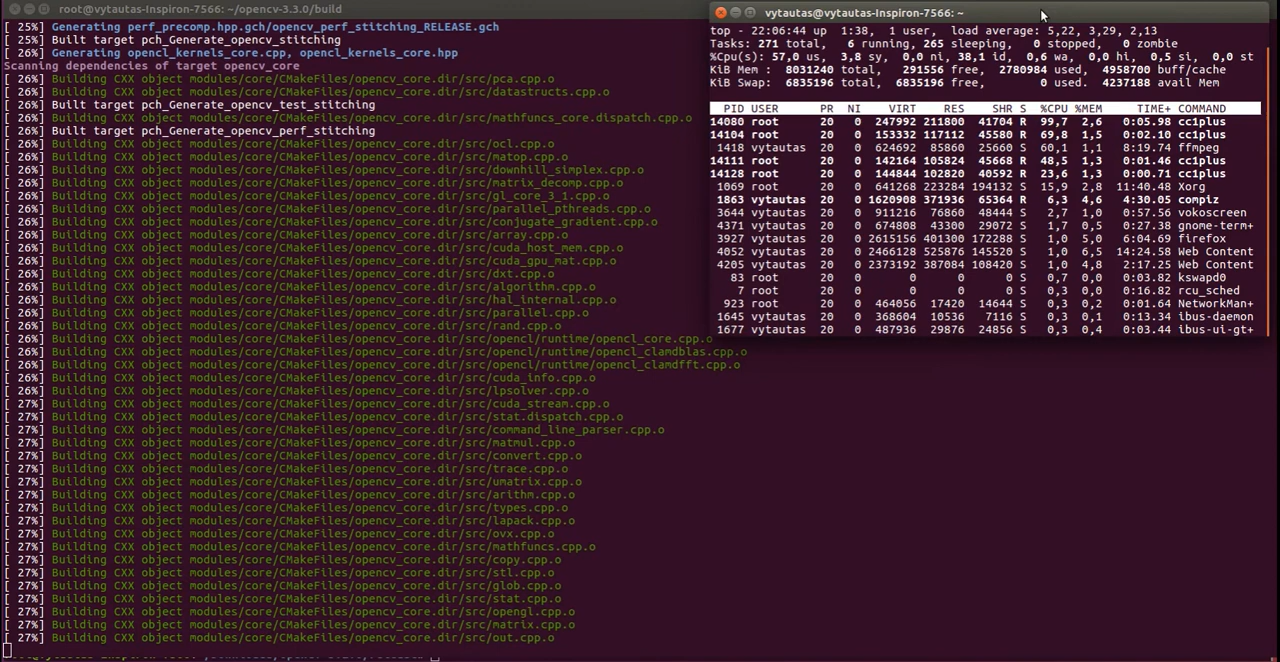 root@vytautas-Inspiron-7566: ~/opencv-3.3.0/build
[ 25%] Generating perf_precomp.hpp.gch/opencv_perf_stitching_RELEASE.gch
[ 25%] Built target pch_Generate_opencv_stitching
[ 26%] Generating opencl_kernels_core.cpp, opencl_kernels_core.hpp
Scanning dependencies of target opencv_core
[ 26%] Building CXX object modules/core/CMakeFiles/opencv_core.dir/src/pca.cpp.o
[ 26%] Building CXX object modules/core/CMakeFiles/opencv_core.dir/src/datastructs.cpp.o
[ 26%] Built target pch_Generate_opencv_test_stitching
[ 26%] Building CXX object modules/core/CMakeFiles/opencv_core.dir/src/mathfuncs_core.dispatch.cpp.o
[ 26%] Built target pch_Generate_opencv_perf_stitching
[ 26%] Building CXX object modules/core/CMakeFiles/opencv_core.dir/src/ocl.cpp.o
[ 26%] Building CXX object modules/core/CMakeFiles/opencv_core.dir/src/matop.cpp.o
[ 26%] Building CXX object modules/core/CMakeFiles/opencv_core.dir/src/downhill_simplex.cpp.o
[ 26%] Building CXX object modules/core/CMakeFiles/opencv_core.dir/src/matrix_decomp.cpp.o
[ 26%] Building CXX object modules/core/CMakeFiles/opencv_core.dir/src/gl_core_3_1.cpp.o
[ 26%] Building CXX object modules/core/CMakeFiles/opencv_core.dir/src/parallel_pthreads.cpp.o
[ 26%] Building CXX object modules/core/CMakeFiles/opencv_core.dir/src/conjugate_gradient.cpp.o
[ 26%] Building CXX object modules/core/CMakeFiles/opencv_core.dir/src/array.cpp.o
[ 26%] Building CXX object modules/core/CMakeFiles/opencv_core.dir/src/cuda_host_mem.cpp.o
[ 26%] Building CXX object modules/core/CMakeFiles/opencv_core.dir/src/cuda_gpu_mat.cpp.o
[ 26%] Building CXX object modules/core/CMakeFiles/opencv_core.dir/src/dxt.cpp.o
[ 26%] Building CXX object modules/core/CMakeFiles/opencv_core.dir/src/algorithm.cpp.o
[ 26%] Building CXX object modules/core/CMakeFiles/opencv_core.dir/src/hal_internal.cpp.o
[ 26%] Building CXX object modules/core/CMakeFiles/opencv_core.dir/src/parallel.cpp.o
[ 26%] Building CXX object modules/core/CMakeFiles/opencv_core.dir/src/rand.cpp.o
[ 26%] Building CXX object modules/core/CMakeFiles/opencv_core.dir/src/opencl/runtime/opencl_core.cpp.o
[ 26%] Building CXX object modules/core/CMakeFiles/opencv_core.dir/src/opencl/runtime/opencl_clamdblas.cpp.o
[ 26%] Building CXX object modules/core/CMakeFiles/opencv_core.dir/src/opencl/runtime/opencl_clamdfft.cpp.o
[ 26%] Building CXX object modules/core/CMakeFiles/opencv_core.dir/src/cuda_info.cpp.o
[ 26%] Building CXX object modules/core/CMakeFiles/opencv_core.dir/src/lpsolver.cpp.o
[ 27%] Building CXX object modules/core/CMakeFiles/opencv_core.dir/src/cuda_stream.cpp.o
[ 27%] Building CXX object modules/core/CMakeFiles/opencv_core.dir/src/stat.dispatch.cpp.o
[ 27%] Building CXX object modules/core/CMakeFiles/opencv_core.dir/src/command_line_parser.cpp.o
[ 27%] Building CXX object modules/core/CMakeFiles/opencv_core.dir/src/matmul.cpp.o
[ 27%] Building CXX object modules/core/CMakeFiles/opencv_core.dir/src/convert.cpp.o
[ 27%] Building CXX object modules/core/CMakeFiles/opencv_core.dir/src/trace.cpp.o
[ 27%] Building CXX object modules/core/CMakeFiles/opencv_core.dir/src/umatrix.cpp.o
[ 27%] Building CXX object modules/core/CMakeFiles/opencv_core.dir/src/arithm.cpp.o
[ 27%] Building CXX object modules/core/CMakeFiles/opencv_core.dir/src/types.cpp.o
[ 27%] Building CXX object modules/core/CMakeFiles/opencv_core.dir/src/lapack.cpp.o
[ 27%] Building CXX object modules/core/CMakeFiles/opencv_core.dir/src/ovx.cpp.o
[ 27%] Building CXX object modules/core/CMakeFiles/opencv_core.dir/src/mathfuncs.cpp.o
[ 27%] Building CXX object modules/core/CMakeFiles/opencv_core.dir/src/copy.cpp.o
[ 27%] Building CXX object modules/core/CMakeFiles/opencv_core.dir/src/stl.cpp.o
[ 27%] Building CXX object modules/core/CMakeFiles/opencv_core.dir/src/glob.cpp.o
[ 27%] Building CXX object modules/core/CMakeFiles/opencv_core.dir/src/stat.cpp.o
[ 27%] Building CXX object modules/core/CMakeFiles/opencv_core.dir/src/opengl.cpp.o
[ 27%] Building CXX object modules/core/CMakeFiles/opencv_core.dir/src/matrix.cpp.o
[ 27%] Building CXX object modules/core/CMakeFiles/opencv_core.dir/src/out.cpp.o
vytautas@vytautas-Inspiron-7566: ~
top - 22:06:44 up 1:38, 1 user, load average: 5,22, 3,29, 2,13
Tasks: 271 total, 6 running, 265 sleeping, 0 stopped, 0 zombie
%Cpu(s): 57,0 us, 3,8 sy, 0,0 ni, 38,1 id, 0,6 wa, 0,0 hi, 0,5 si, 0,0 st
KiB Mem : 8031240 total, 291556 free, 2780984 used, 4958700 buff/cache
KiB Swap: 6835196 total, 6835196 free, 0 used. 4237188 avail Mem
PID USER PR NI VIRT RES SHR S %CPU %MEM TIME+ COMMAND
14080 root 20 0 247992 211800 41704 R 99,7 2,6 0:05.98 cc1plus
14104 root 20 0 153332 117112 45580 R 69,8 1,5 0:02.10 cc1plus
1418 vytautas 20 0 624692 85860 25660 S 60,1 1,1 8:19.74 ffmpeg
14111 root 20 0 142164 105824 45668 R 48,5 1,3 0:01.46 cc1plus
14128 root 20 0 144844 102820 40592 R 23,6 1,3 0:00.71 cc1plus
1069 root 20 0 641268 223284 194132 S 15,9 2,8 11:40.48 Xorg
1863 vytautas 20 0 1620908 371936 65364 R 6,3 4,6 4:30.05 compiz
3644 vytautas 20 0 911216 76860 48444 S 2,7 1,0 0:57.56 vokoscreen
4371 vytautas 20 0 674808 43300 29072 S 1,7 0,5 0:27.38 gnome-term+
3927 vytautas 20 0 2615156 401300 172288 S 1,0 5,0 6:04.69 firefox
4052 vytautas 20 0 2466128 525876 145520 S 1,0 6,5 14:24.58 Web Content
4205 vytautas 20 0 2373192 387084 108420 S 1,0 4,8 2:17.25 Web Content
83 root 20 0 0 0 0 S 0,7 0,0 0:03.82 kswapd0
7 root 20 0 0 0 0 S 0,3 0,0 0:16.82 rcu_sched
923 root 20 0 464056 17420 14644 S 0,3 0,2 0:01.64 NetworkMan+
1645 vytautas 20 0 368604 10536 7116 S 0,3 0,1 0:13.34 ibus-daemon
1677 vytautas 20 0 487936 29876 24856 S 0,3 0,4 0:03.44 ibus-ui-gt+